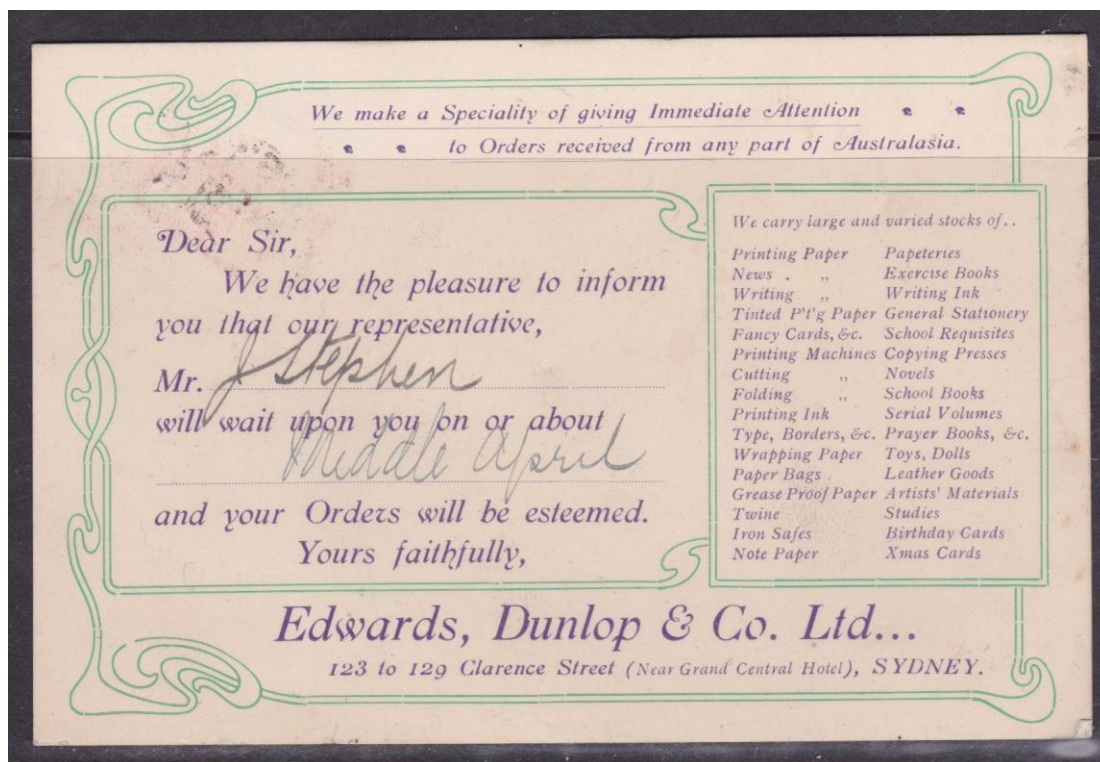 We make a Speciality of giving Immediate Attention
to Orders received from any part of Australasia.
Dear Sir,
We have the pleasure to inform
you that our representative,
Mr. J Stephen
will wait upon you on or about
Middle April
and your Orders will be esteemed.
Yours faithfully,
We carry large and varied stocks of..
Printing Paper
News . „
Writing „
Tinted P't'g Paper
Fancy Cards, &c.
Printing Machines
Cutting „
Folding „
Printing Ink
Type, Borders, &c.
Wrapping Paper
Paper Bags
Grease Proof Paper
Twine
Iron Safes
Note Paper
Papeteries
Exercise Books
Writing Ink
General Stationery
School Requisites
Copying Presses
Novels
School Books
Serial Volumes
Prayer Books, &c.
Toys, Dolls
Leather Goods
Artists' Materials
Studies
Birthday Cards
Xmas Cards
Edwards, Dunlop & Co. Ltd...
123 to 129 Clarence Street (Near Grand Central Hotel), SYDNEY.